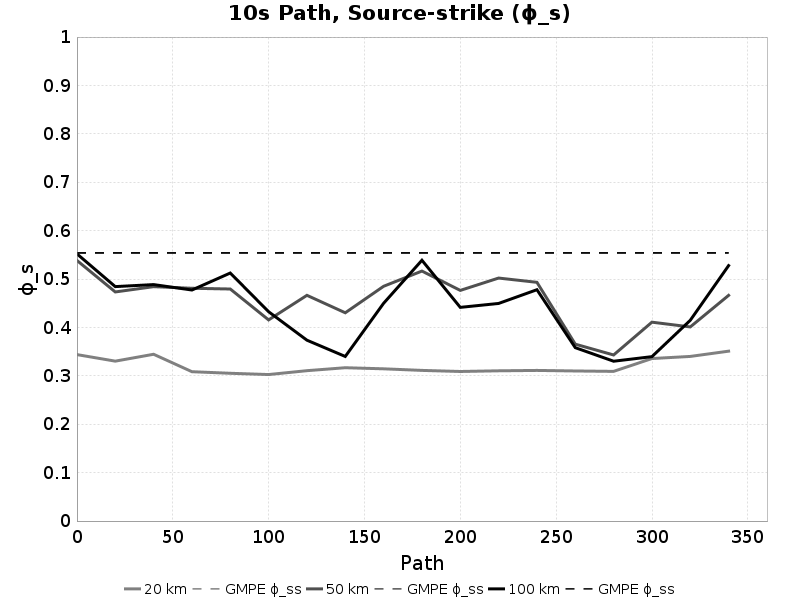 10s Path, Source-strike (ϕ_s)
1
0.9
0.8
0.7
0.6
0.5
0.4
0.3
0.2
0.1
0
ϕ_s
0 50 100 150 200 250 300 350
Path
20 km GMPE ϕ_ss 50 km GMPE ϕ_ss 100 km GMPE ϕ_ss